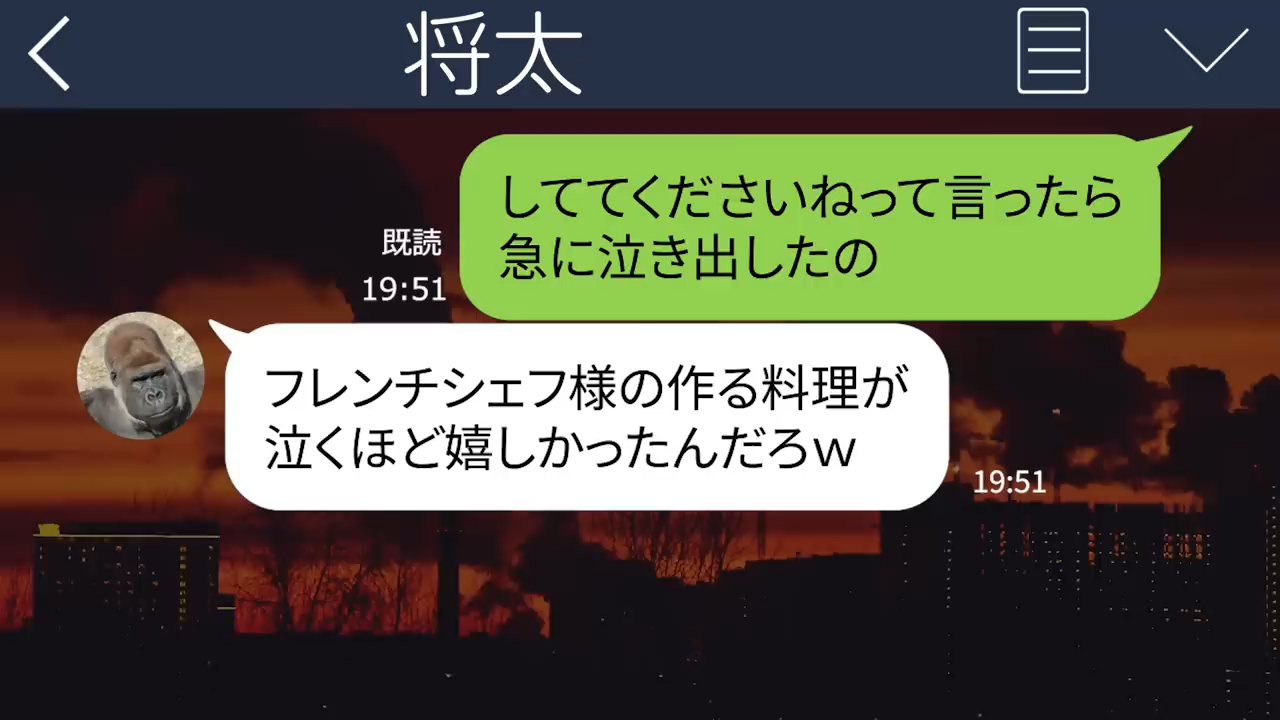 将太
しててくださいねって言ったら
急に泣き出したの
既読
19:51
フレンチシェフ様の作る料理が
泣くほど嬉しかったんだろｗ
19:51